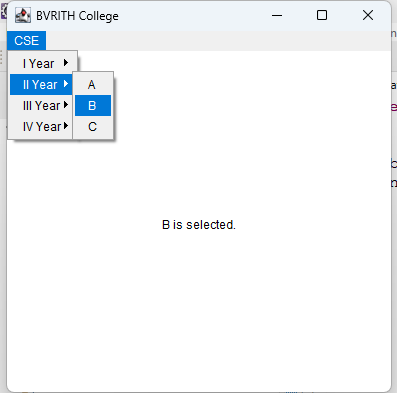 BVRITH College
CSE
I Year
II Year
III Year
IV Year
A
B
C
B is selected.